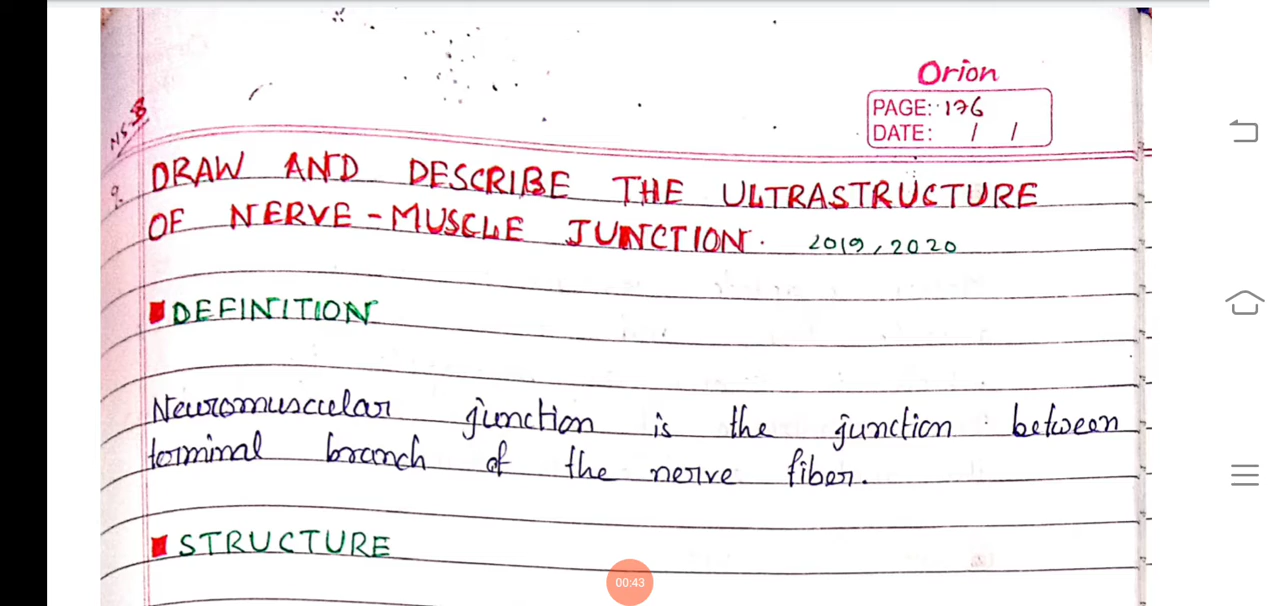 Orion
PAGE: 176
DATE: / /
NS-3
Q. DRAW AND DESCRIBE THE ULTRASTRUCTURE
OF NERVE-MUSCLE JUNCTION. 2019, 2020
DEFINITION
Neuromuscular junction is the junction between
terminal branch of the nerve fiber.
STRUCTURE
00:43